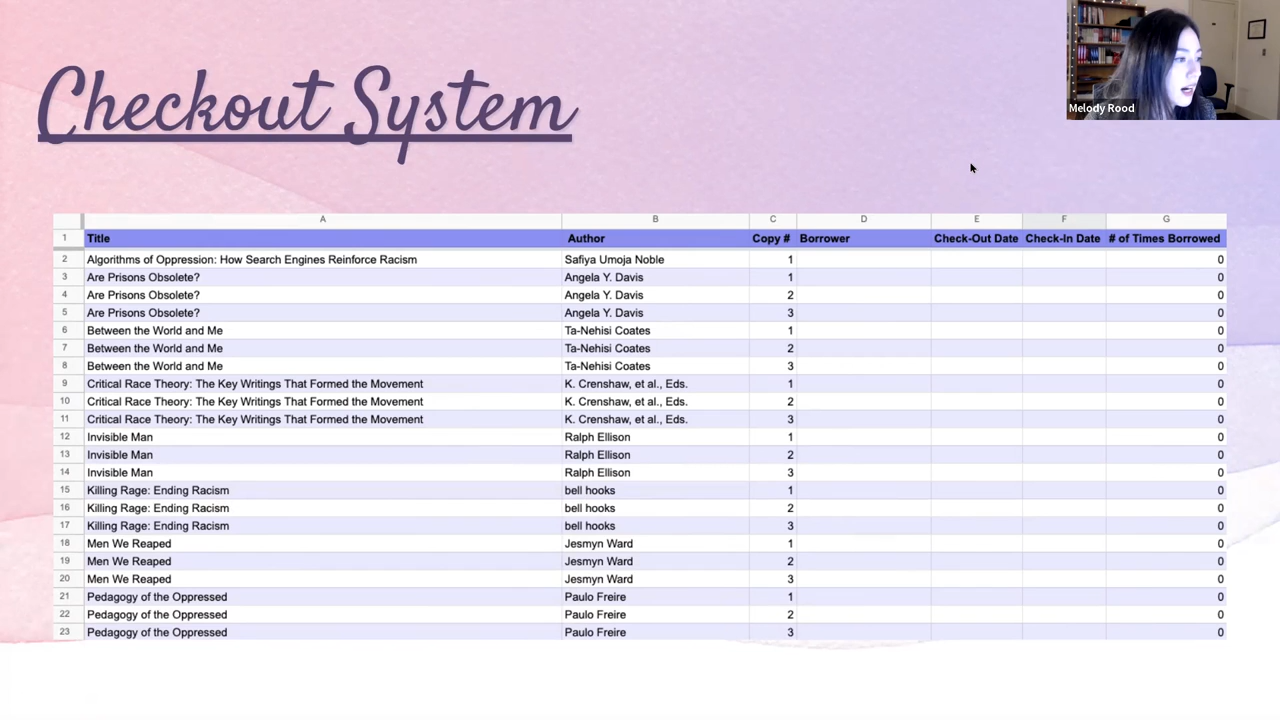 Melody Rood
Checkout System
A B C D E F G
1 Title Author Copy # Borrower Check-Out Date Check-In Date # of Times Borrowed
2 Algorithms of Oppression: How Search Engines Reinforce Racism Safiya Umoja Noble 1 0
3 Are Prisons Obsolete? Angela Y. Davis 1 0
4 Are Prisons Obsolete? Angela Y. Davis 2 0
5 Are Prisons Obsolete? Angela Y. Davis 3 0
6 Between the World and Me Ta-Nehisi Coates 1 0
7 Between the World and Me Ta-Nehisi Coates 2 0
8 Between the World and Me Ta-Nehisi Coates 3 0
9 Critical Race Theory: The Key Writings That Formed the Movement K. Crenshaw, et al., Eds. 1 0
10 Critical Race Theory: The Key Writings That Formed the Movement K. Crenshaw, et al., Eds. 2 0
11 Critical Race Theory: The Key Writings That Formed the Movement K. Crenshaw, et al., Eds. 3 0
12 Invisible Man Ralph Ellison 1 0
13 Invisible Man Ralph Ellison 2 0
14 Invisible Man Ralph Ellison 3 0
15 Killing Rage: Ending Racism bell hooks 1 0
16 Killing Rage: Ending Racism bell hooks 2 0
17 Killing Rage: Ending Racism bell hooks 3 0
18 Men We Reaped Jesmyn Ward 1 0
19 Men We Reaped Jesmyn Ward 2 0
20 Men We Reaped Jesmyn Ward 3 0
21 Pedagogy of the Oppressed Paulo Freire 1 0
22 Pedagogy of the Oppressed Paulo Freire 2 0
23 Pedagogy of the Oppressed Paulo Freire 3 0